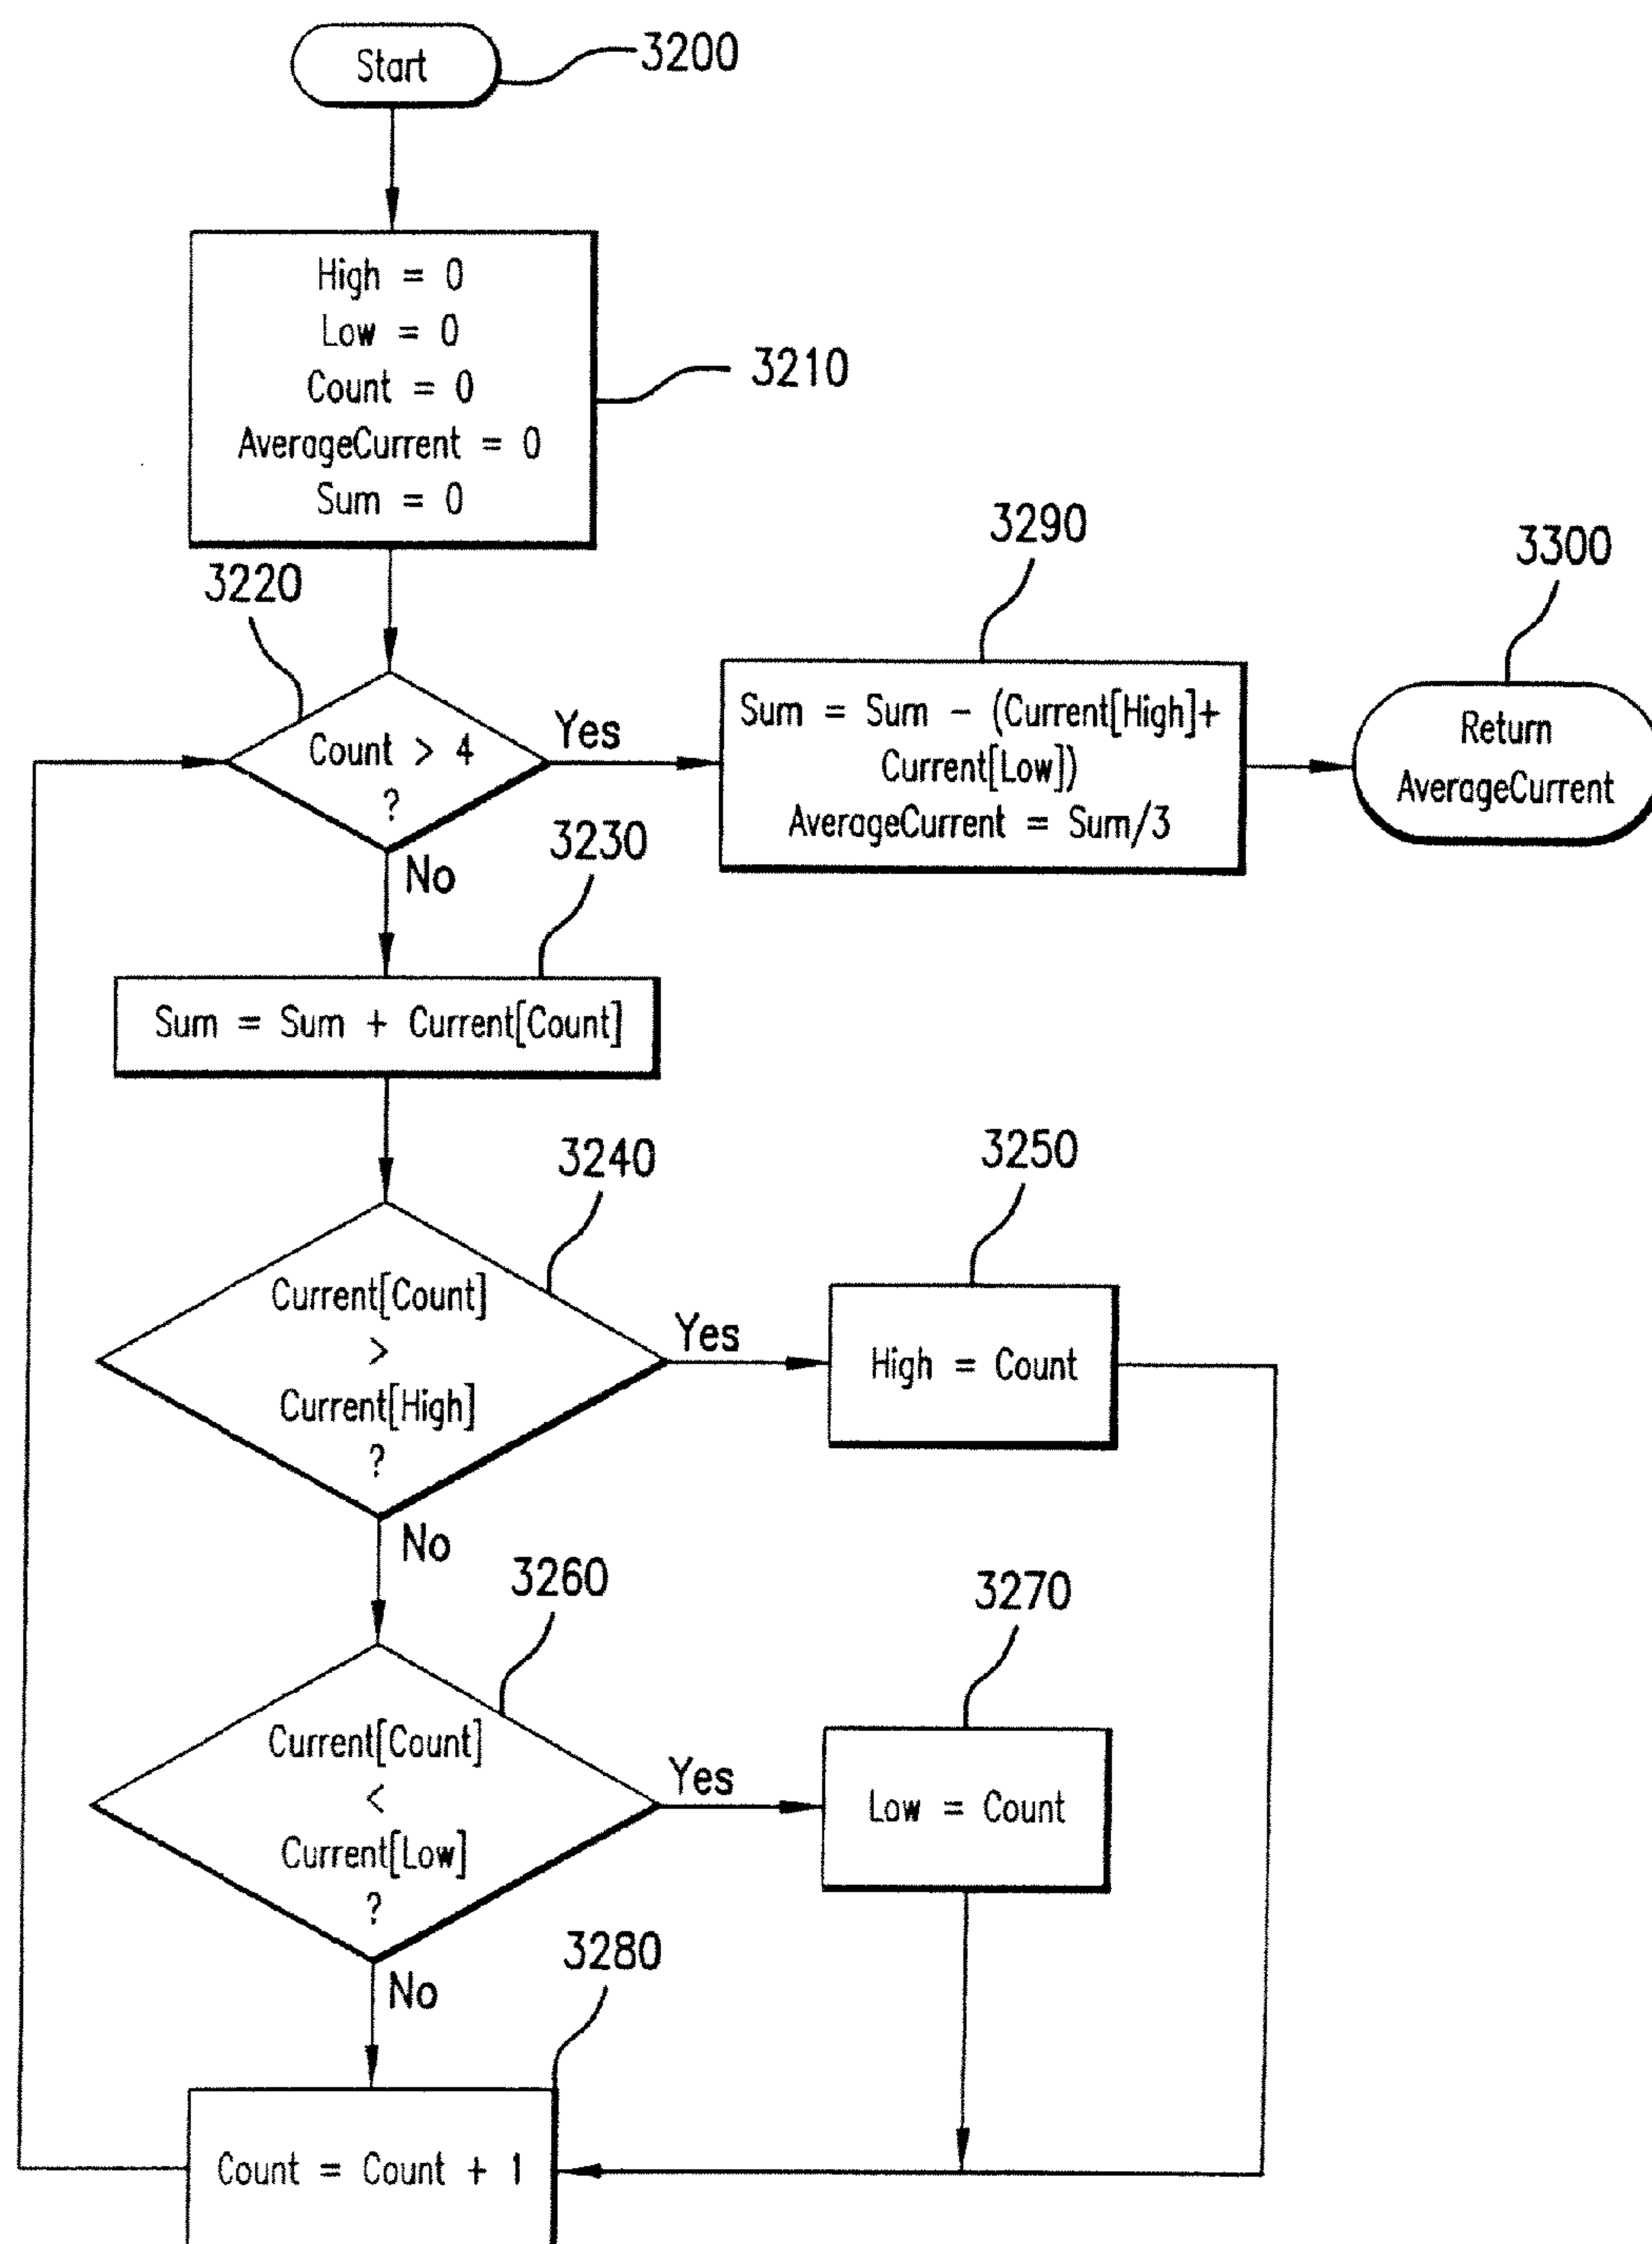 Start
3200
High = 0
Low = 0
Count = 0
AverageCurrent = 0
Sum = 0
3210
3220
Count > 4
?
Yes
No
3290
Sum = Sum - (Current[High]+
Current[Low])
AverageCurrent = Sum/3
3300
Return
AverageCurrent
3230
Sum = Sum + Current[Count]
3240
Current[Count]
>
Current[High]
?
Yes
No
3250
High = Count
3260
Current[Count]
<
Current[Low]
?
Yes
No
3270
Low = Count
3280
Count = Count + 1